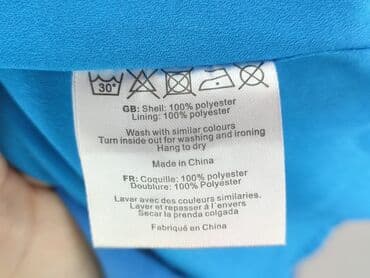 30°
GB: Shell: 100% polyester
Lining: 100% polyester
Wash with similar colours
Turn inside out for washing and ironing
Hang to dry
Made in China
FR: Coquille: 100% polyester
Doublure: 100% Polyester
Laver avec des couleurs similaries.
Laver et repasser à l'envers
Secar la prenda colgada
Fabriqué en China